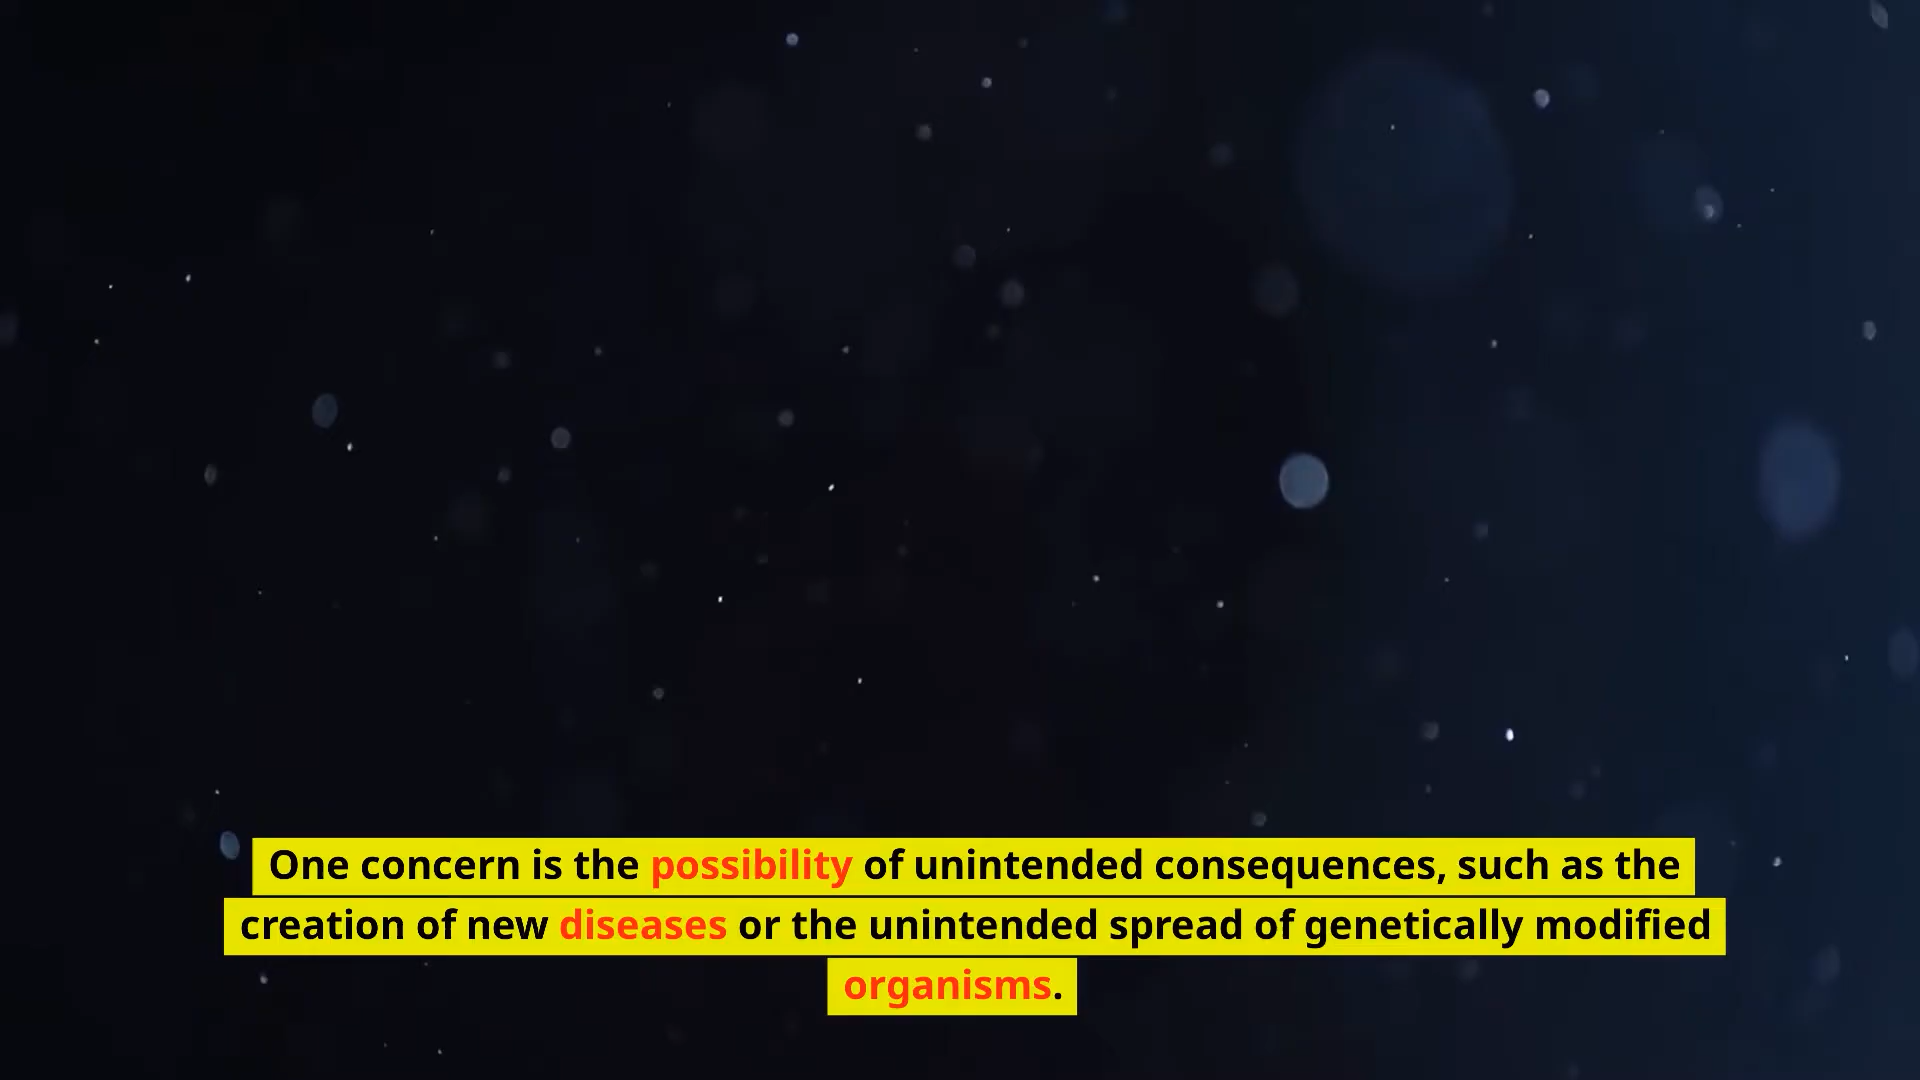 One concern is the possibility of unintended consequences, such as the
creation of new diseases or the unintended spread of genetically modified
organisms.